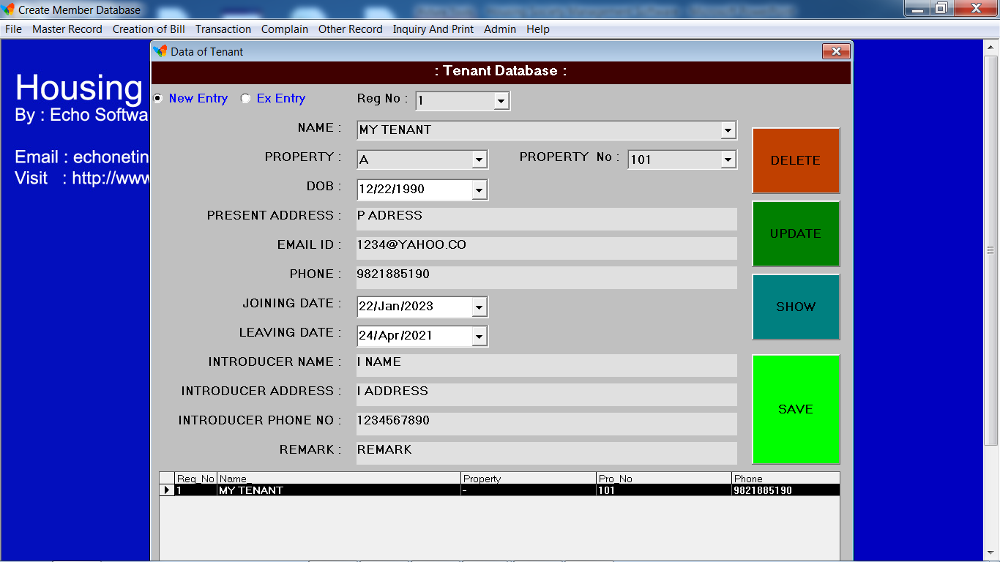 Create Member Database
File Master Record Creation of Bill Transaction Complain Other Record Inquiry And Print Admin Help
Data of Tenant
: Tenant Database :
Housing
By : Echo Softwa
Email : echonetin
Visit : http://www
New Entry Ex Entry Reg No : 1
NAME : MY TENANT
PROPERTY : A PROPERTY No : 101
DOB : 12/22/1990
PRESENT ADDRESS : P ADRESS
EMAIL ID : 1234@YAHOO.CO
PHONE : 9821885190
JOINING DATE : 22/Jan/2023
LEAVING DATE : 24/Apr/2021
INTRODUCER NAME : I NAME
INTRODUCER ADDRESS : I ADDRESS
INTRODUCER PHONE NO : 1234567890
REMARK : REMARK
DELETE
UPDATE
SHOW
SAVE
Reg_No Name_ Property Pro_No Phone
1 MY TENANT - 101 9821885190